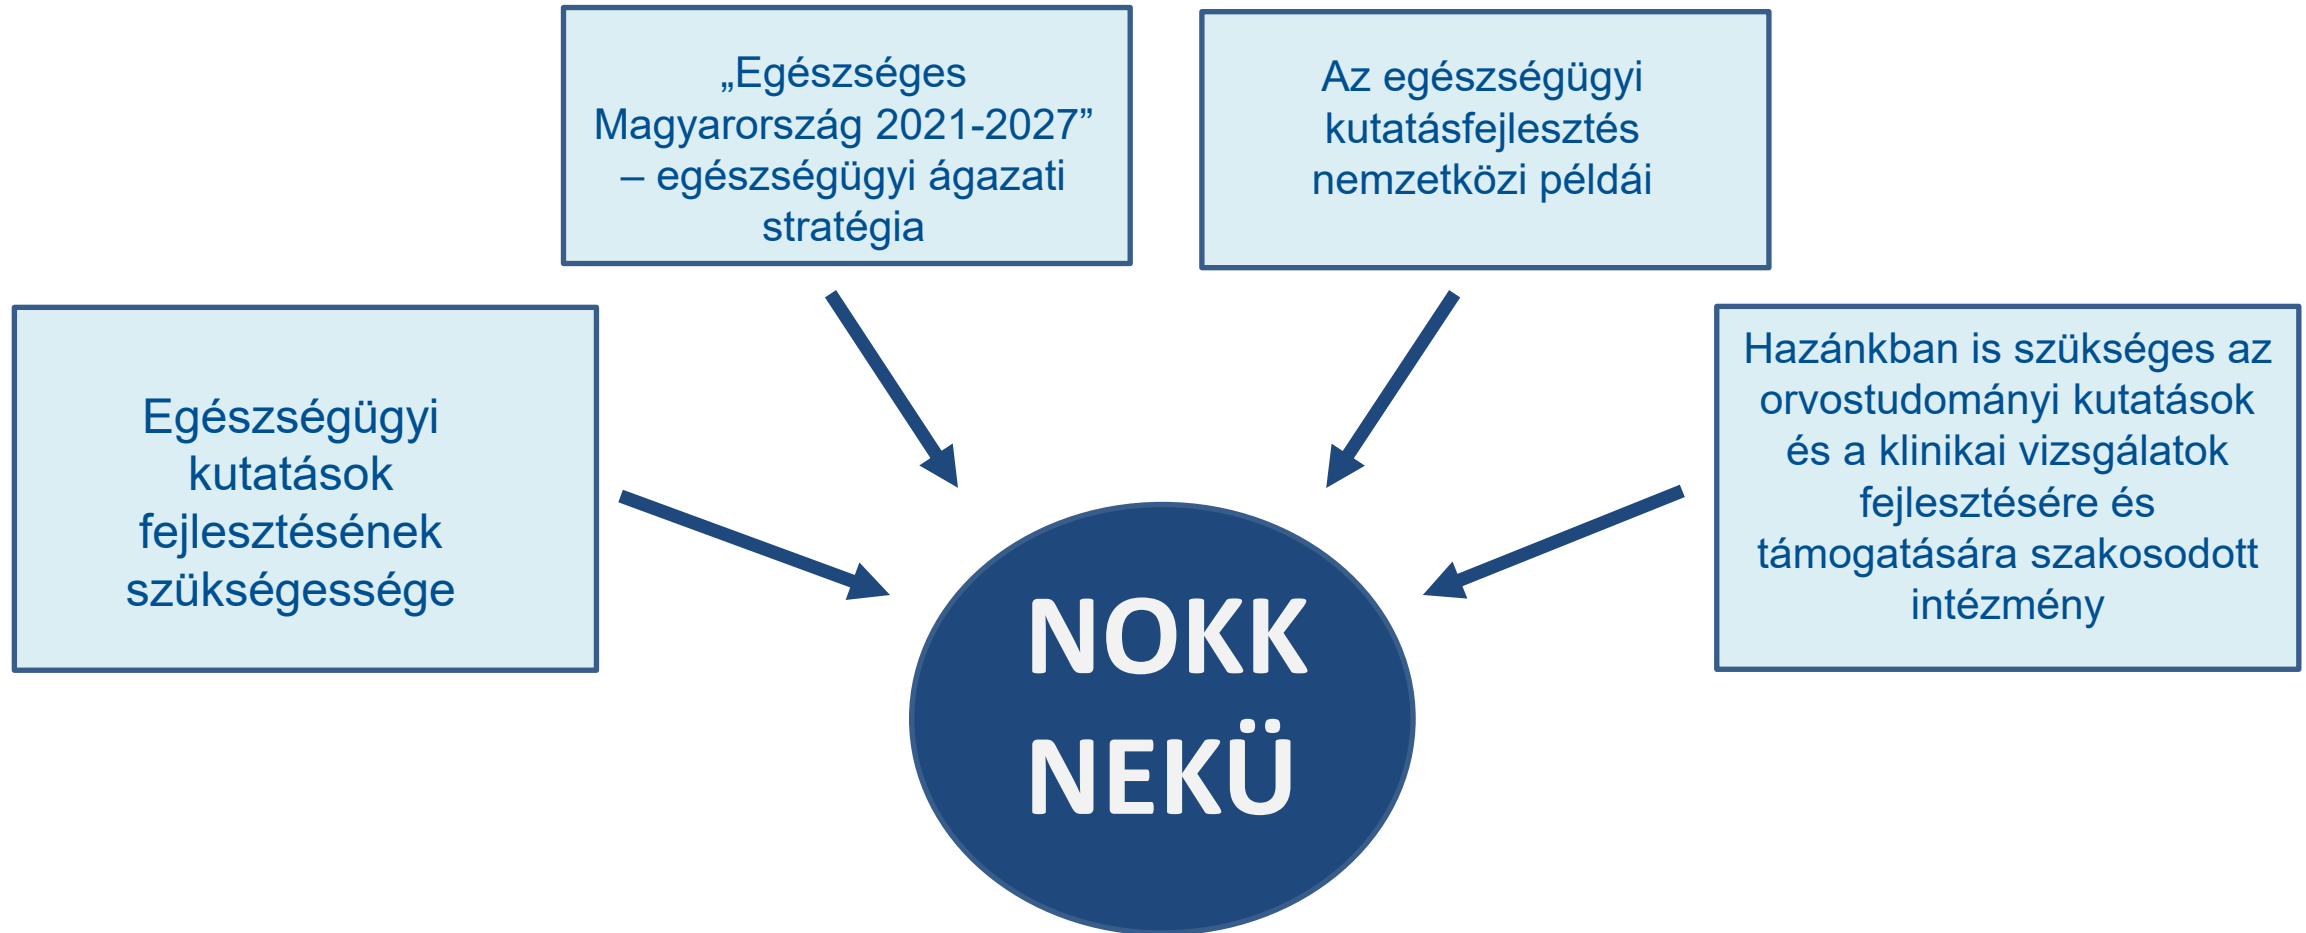 „Egészséges
Magyarország 2021-2027”
– egészségügyi ágazati
stratégia
Az egészségügyi
kutatásfejlesztés
nemzetközi példái
Egészségügyi
kutatások
fejlesztésének
szükségessége
Hazánkban is szükséges az
orvostudományi kutatások
és a klinikai vizsgálatok
fejlesztésére és
támogatására szakosodott
intézmény
NOKK
NEKÜ